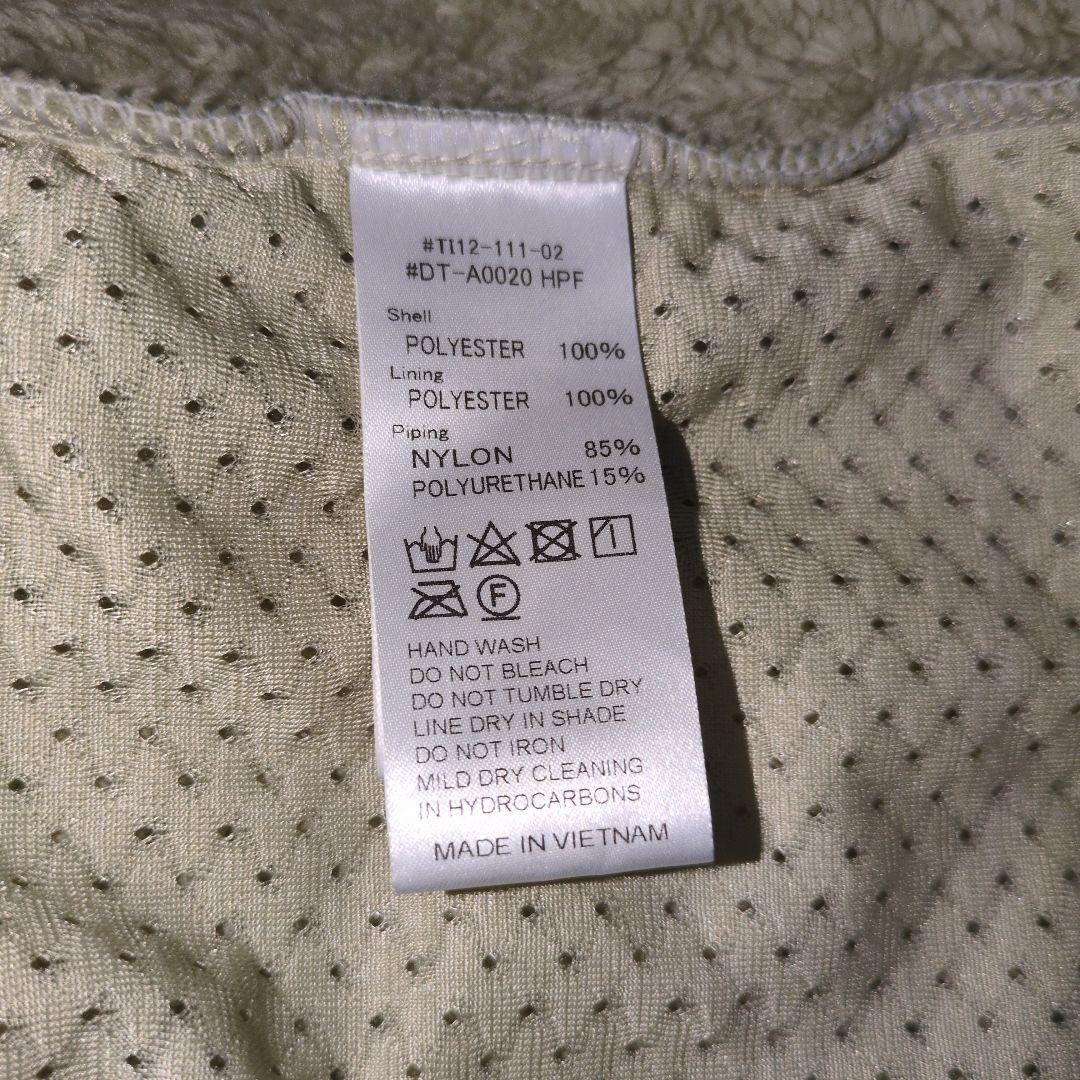 #TI12-111-02
#DT-A0020 HPF
Shell
POLYESTER 100%
Lining
POLYESTER 100%
Piping
NYLON 85%
POLYURETHANE 15%
F
HAND WASH
DO NOT BLEACH
DO NOT TUMBLE DRY
LINE DRY IN SHADE
DO NOT IRON
MILD DRY CLEANING
IN HYDROCARBONS
MADE IN VIETNAM